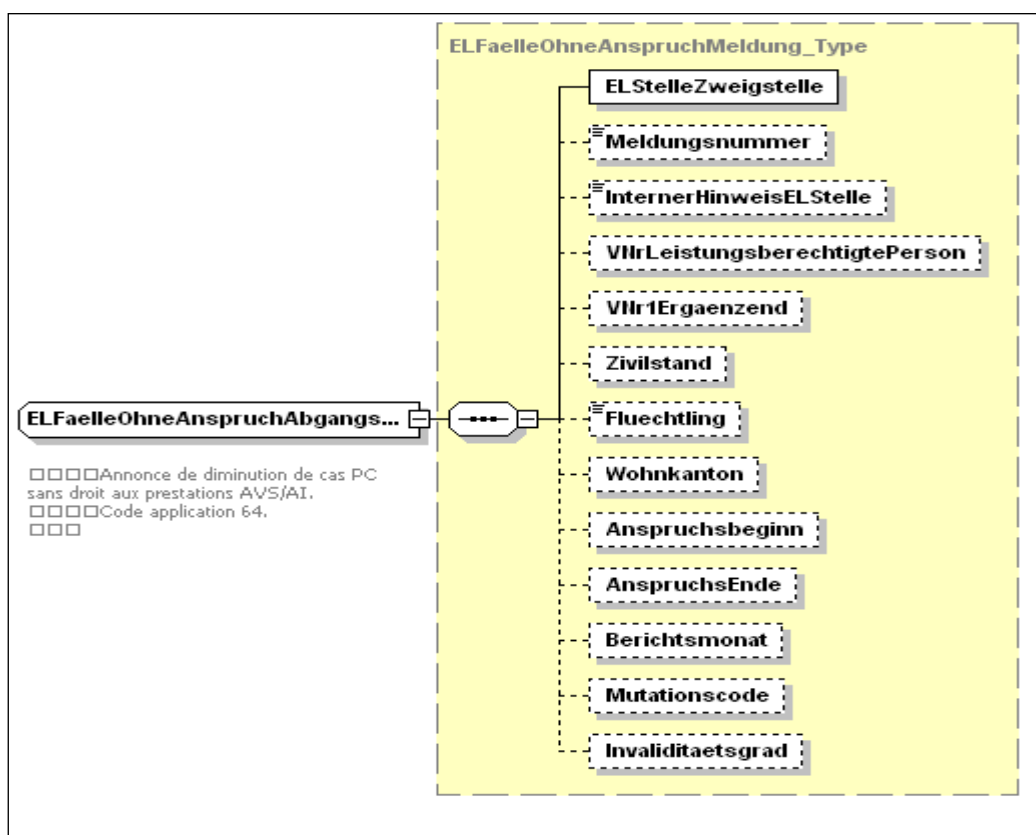 ELFaelleOhneAnspruchMeldung_Type
ELStelleZweigstelle
Meldungsnummer
InternerHinweisELStelle
VNrLeistungsberechtigtePerson
VNr1Ergaenzend
Zivilstand
ELFaelleOhneAnspruchAbgangs...
Fluechtling
Wohnkanton
Anspruchsbeginn
AnspruchsEnde
Berichtsmonat
Mutationscode
Invaliditaetsgrad
□□□□Annonce de diminution de cas PC
sans droit aux prestations AVS/AI.
□□□□Code application 64.
□□□